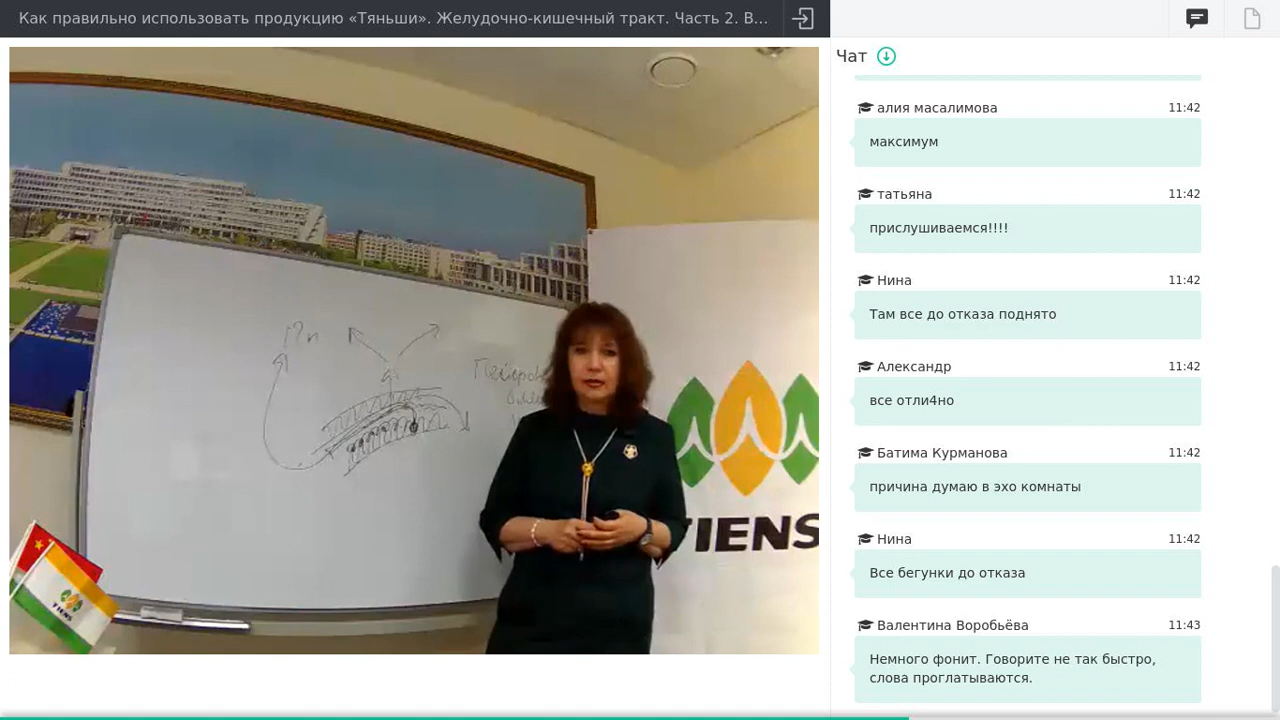 Как правильно использовать продукцию «Тяньши». Желудочно-кишечный тракт. Часть 2. В...
Чат
алия масалимова 11:42
максимум
татьяна 11:42
прислушиваемся!!!!
Нина 11:42
Там все до отказа поднято
Александр 11:42
все отли4но
Батима Курманова 11:42
причина думаю в эхо комнаты
Нина 11:42
Все бегунки до отказа
Валентина Воробьёва 11:43
Немного фонит. Говорите не так быстро,
слова проглатываются.
TIENS
TIENS